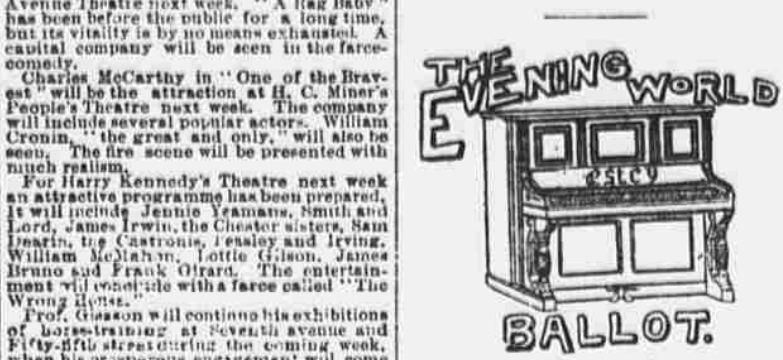 Avenue Theatre next week. "A Rag Baby"
has been before the public for a long time,
but its vitality is by no means exhausted. A
capital company will be seen in the farce-
comedy.
Charles McCarthy in "One of the Brav-
est" will be the attraction at H. C. Miner's
People's Theatre next week. The company
will include several popular actors. William
Cronin, "the great and only," will also be
seen. The fire scene will be presented with
much realism.
For Harry Kennedy's Theatre next week
an attractive programme has been prepared.
It will include Jennie Yeamans, Smith and
Lord, James Irwin, the Chester sisters, Sam
Dearin, the Castronis, Pensley and Irving,
William McMahon, Lottie Gilson, James
Bruno and Frank Girard. The entertain-
ment will conclude with a farce called "The
Wrong House."
Prof. Gleason will continue his exhibitions
of horse-training at Seventh avenue and
Fifty-fifth street during the coming week,
when his prosperous engagement will come
THE
EVENING WORLD
BALLOT.